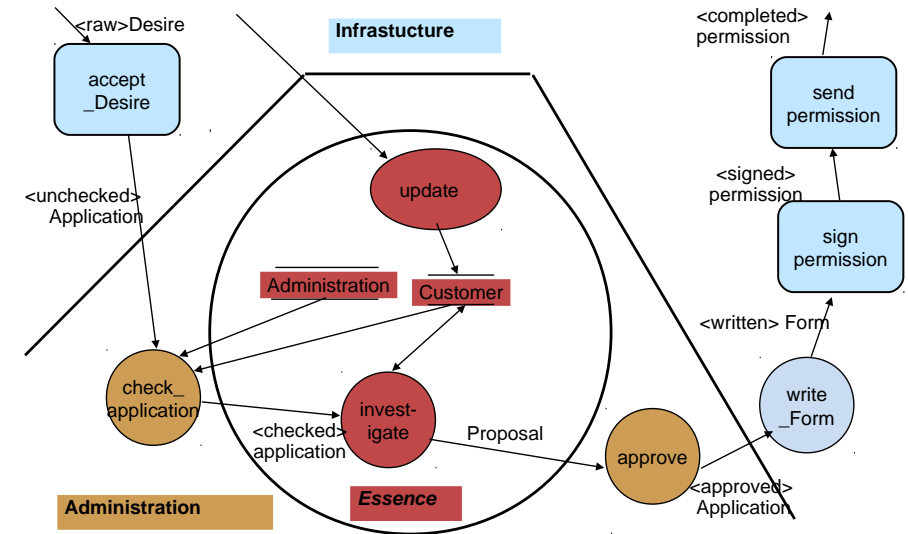 <raw>Desire
Infrastucture
<completed>
permission
accept
_Desire
send
permission
<unchecked>
Application
update
<signed>
permission
sign
permission
Administration
Customer
<written> Form
check_
application
invest-
igate
write
_Form
<checked>
application
Proposal
approve
<approved>
Application
Administration
Essence